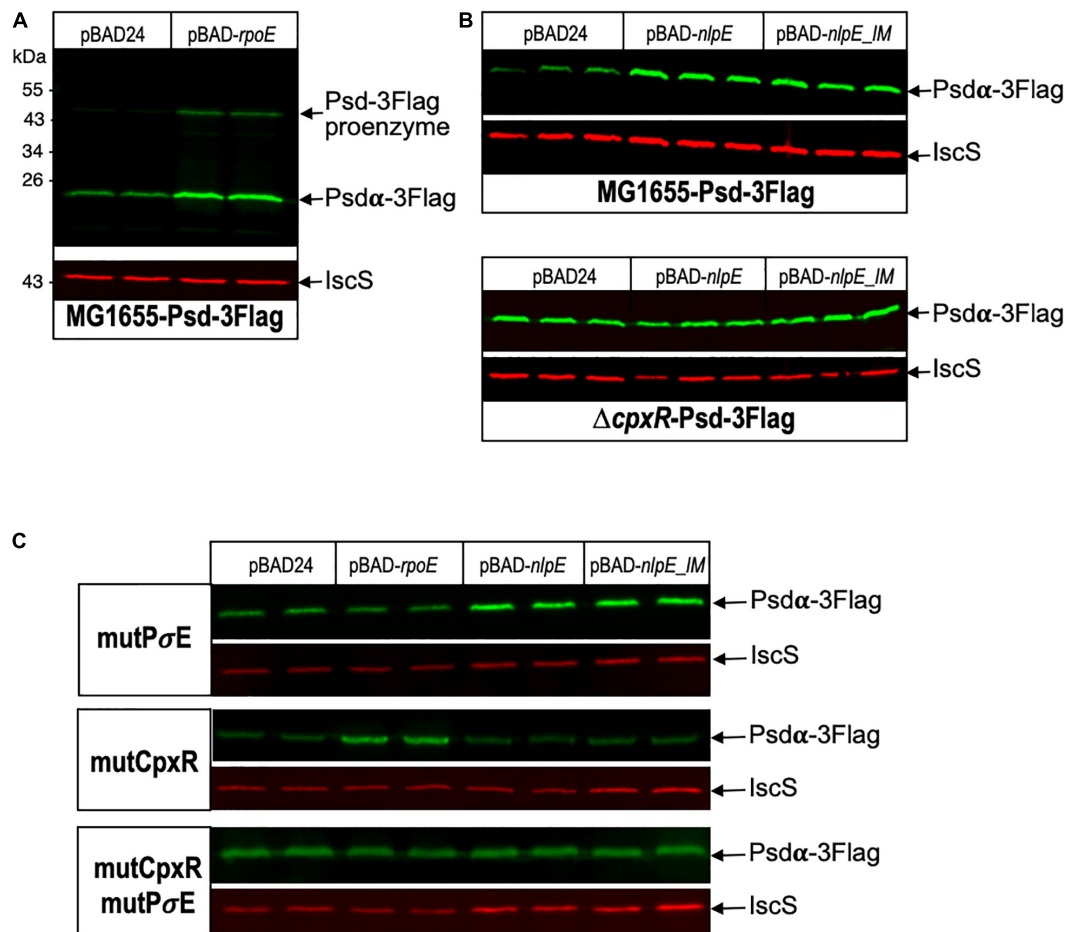 A
pBAD24 pBAD-rpoE
kDa
55
43
34
26
Psd-3Flag
proenzyme
Psdα-3Flag
43
IscS
MG1655-Psd-3Flag
B
pBAD24 pBAD-nlpE pBAD-nlpE_IM
Psdα-3Flag
IscS
MG1655-Psd-3Flag
pBAD24 pBAD-nlpE pBAD-nlpE_IM
Psdα-3Flag
IscS
ΔcpxR-Psd-3Flag
C
pBAD24 pBAD-rpoE pBAD-nlpE pBAD-nlpE_IM
mutPσE
Psdα-3Flag
IscS
mutCpxR
Psdα-3Flag
IscS
mutCpxR
mutPσE
Psdα-3Flag
IscS